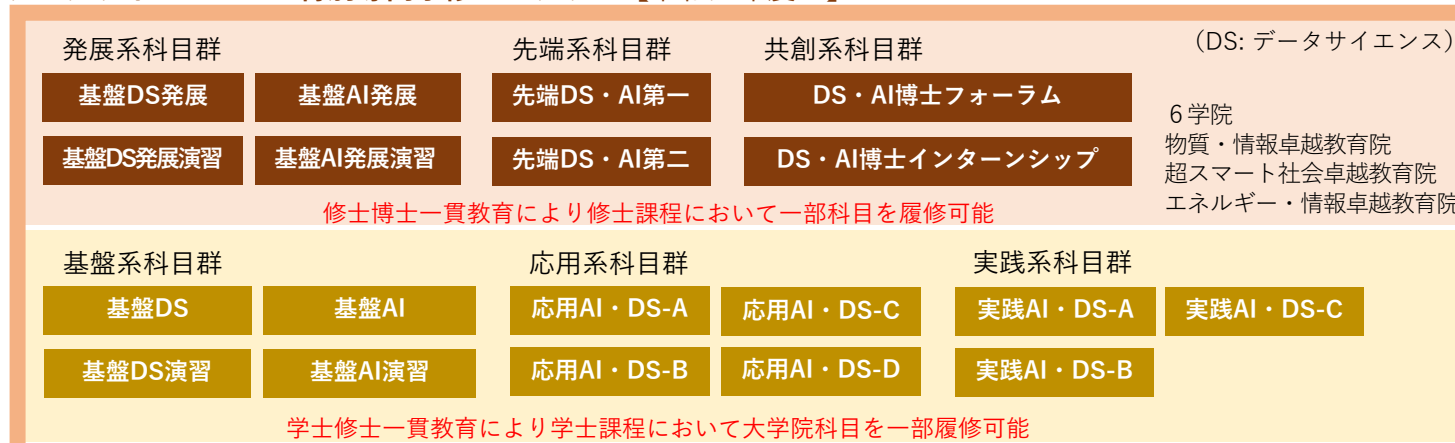 発展系科目群
基盤DS発展
基盤AI発展
基盤DS発展演習
基盤AI発展演習
先端系科目群
先端DS・AI第一
先端DS・AI第二
共創系科目群
DS・AI博士フォーラム
DS・AI博士インターンシップ
（DS: データサイエンス）
６学院
物質・情報卓越教育院
超スマート社会卓越教育院
エネルギー・情報卓越教育院
修士博士一貫教育により修士課程において一部科目を履修可能
基盤系科目群
基盤DS
基盤AI
基盤DS演習
基盤AI演習
応用系科目群
応用AI・DS-A
応用AI・DS-C
応用AI・DS-B
応用AI・DS-D
実践系科目群
実践AI・DS-A
実践AI・DS-C
実践AI・DS-B
学士修士一貫教育により学士課程において大学院科目を一部履修可能